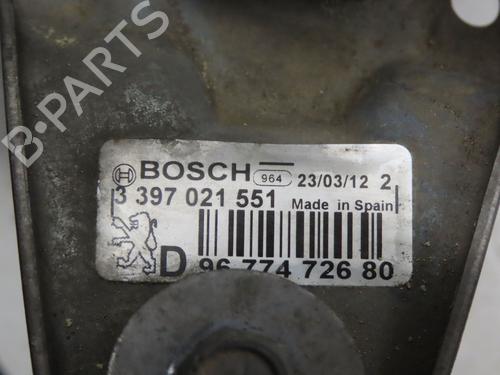 BOSCH 964 23/03/12 2
3 397 021 551 Made in Spain
D 96 774 726 80
B-PARTS